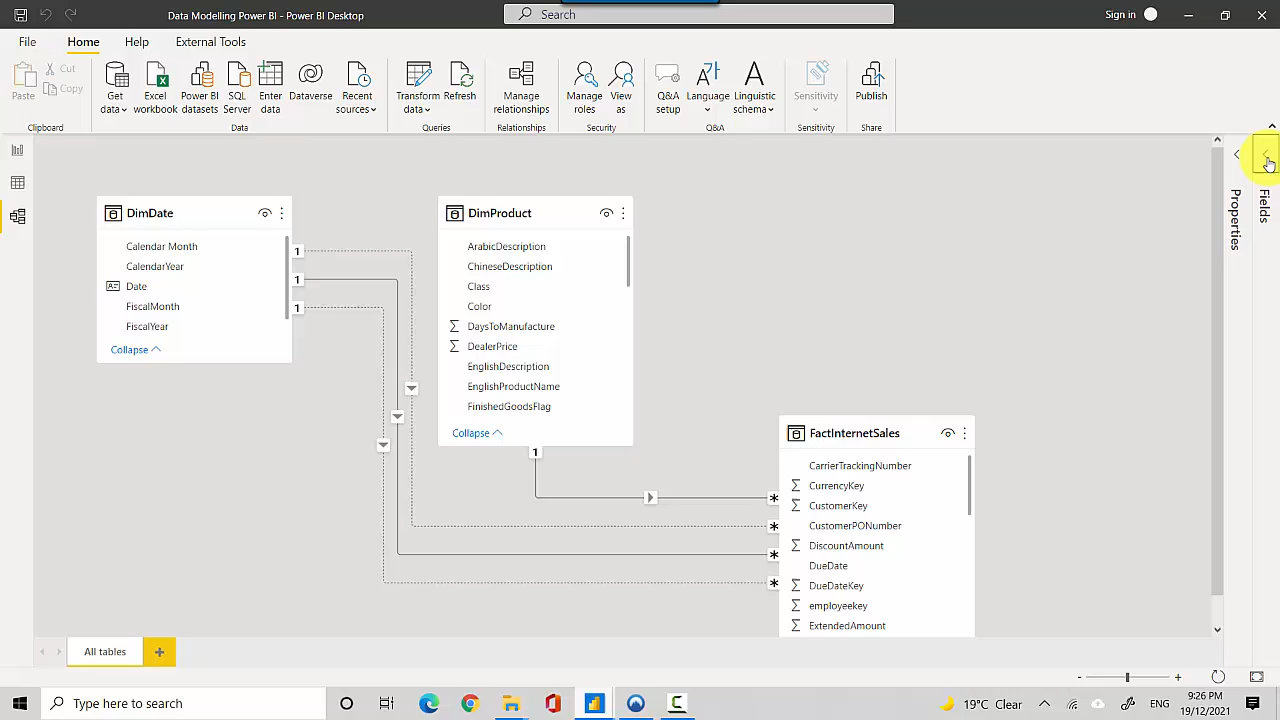 Data Modelling Power BI - Power BI Desktop
Search
Sign in
File
Home
Help
External Tools
Paste
Cut
Copy
Clipboard
Get data
Excel workbook
Power BI datasets
SQL Server
Enter data
Dataverse
Recent sources
Data
Transform data
Refresh
Queries
Manage relationships
Relationships
Manage roles
View as
Security
Q&A setup
Language
Linguistic schema
Q&A
Sensitivity
Sensitivity
Publish
Share
DimDate
Calendar Month
CalendarYear
Date
FiscalMonth
FiscalYear
Collapse
1
1
1
DimProduct
ArabicDescription
ChineseDescription
Class
Color
DaysToManufacture
DealerPrice
EnglishDescription
EnglishProductName
FinishedGoodsFlag
Collapse
1
*
*
*
*
FactInternetSales
CarrierTrackingNumber
CurrencyKey
CustomerKey
CustomerPONumber
DiscountAmount
DueDate
DueDateKey
employeekey
ExtendedAmount
Properties
Fields
All tables
Type here to search
19°C Clear
ENG
9:26 PM
19/12/2021